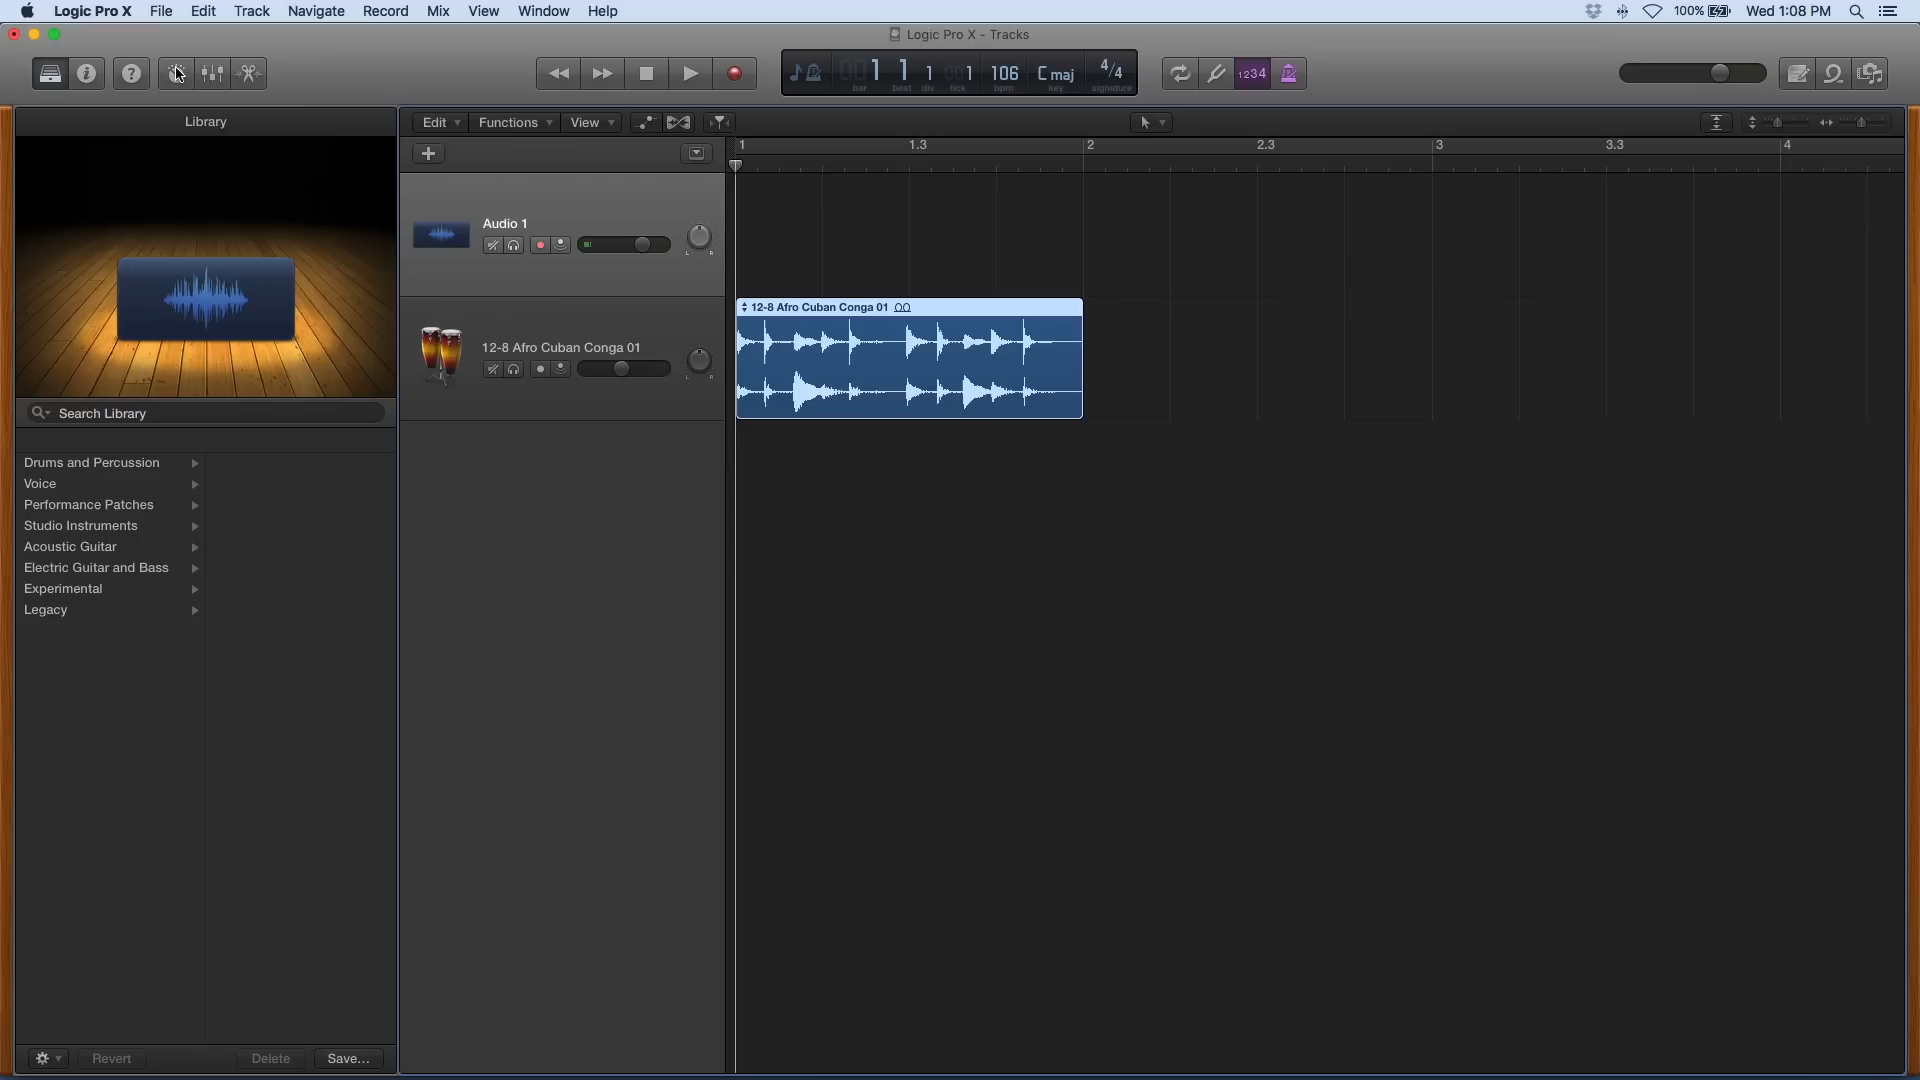 Logic Pro X File Edit Track Navigate Record Mix View Window Help 100% Wed 1:08 PM
Logic Pro X - Tracks
001 1 1 001 106 C maj 4/4
bar beat div tick bpm key signature
1234
Library
Edit Functions View
1 1.3 2 2.3 3 3.3 4
Audio 1
L R
12-8 Afro Cuban Conga 01
12-8 Afro Cuban Conga 01
L R
Search Library
Drums and Percussion
Voice
Performance Patches
Studio Instruments
Acoustic Guitar
Electric Guitar and Bass
Experimental
Legacy
Revert Delete Save...